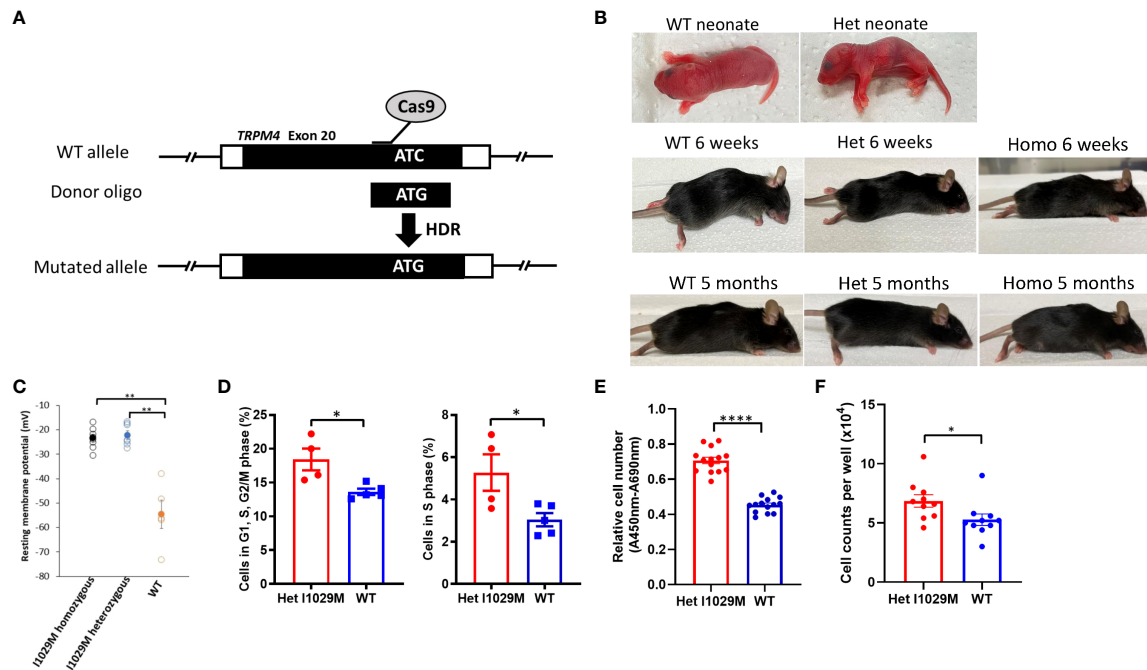 A
Cas9
TRPM4 Exon 20
WT allele
ATC
Donor oligo
ATG
HDR
Mutated allele
ATG
B
WT neonate
Het neonate
WT 6 weeks
Het 6 weeks
Homo 6 weeks
WT 5 months
Het 5 months
Homo 5 months
C
Resting membrane potential (mV)
-10
-20
-30
-40
-50
-60
-70
-80
**
**
I1029M homozygous
I1029M heterozygous
WT
D
Cells in G1, S, G2/M phase (%)
25
20
15
10
5
0
*
Het I1029M
WT
Cells in S phase (%)
8
6
4
2
0
*
Het I1029M
WT
E
Relative cell number
(A450nm-A690nm)
1.0
0.8
0.6
0.4
0.2
0.0
****
Het I1029M
WT
F
Cell counts per well (x10⁴)
15
10
5
0
*
Het I1029M
WT